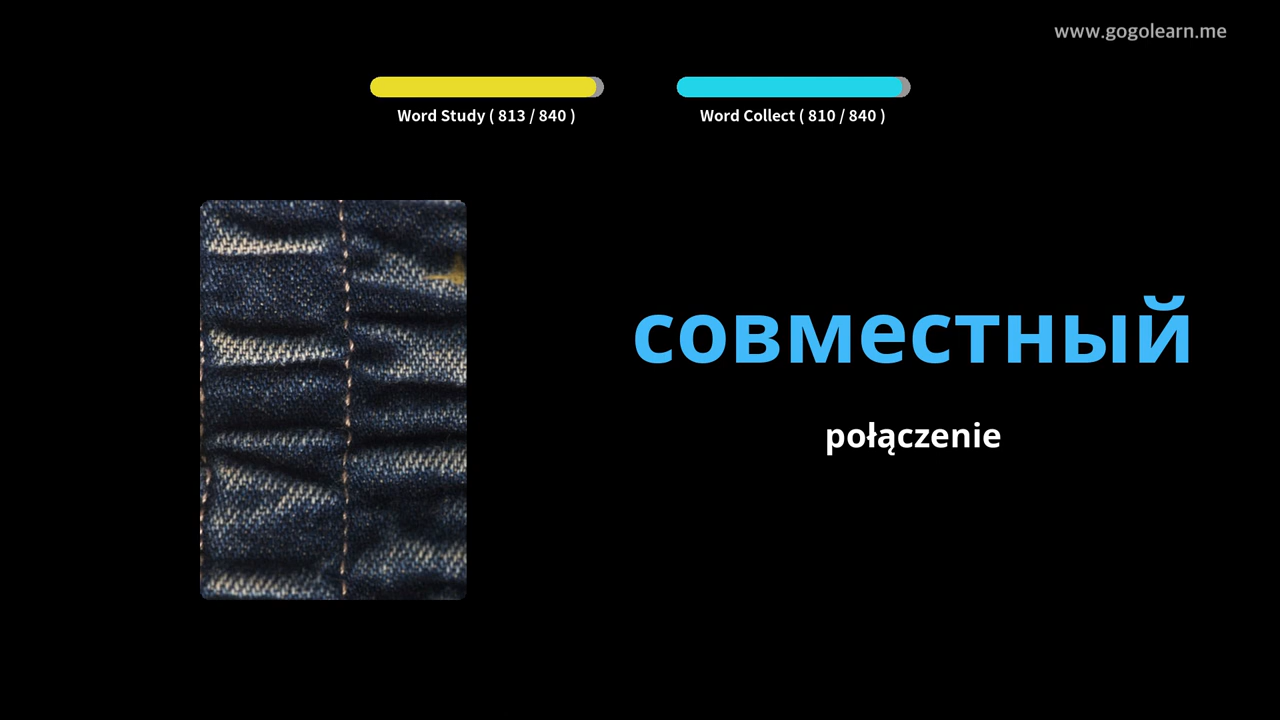 www.gogolearn.me
Word Study ( 813 / 840 )
Word Collect ( 810 / 840 )
совместный
połączenie